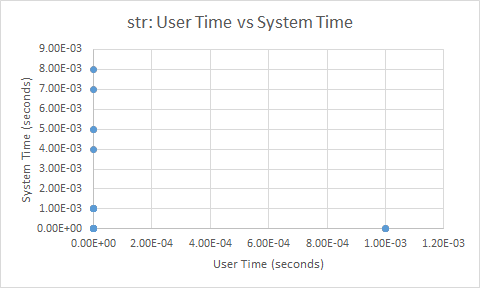 str: User Time vs System Time
System Time (seconds)
9.00E-03
8.00E-03
7.00E-03
6.00E-03
5.00E-03
4.00E-03
3.00E-03
2.00E-03
1.00E-03
0.00E+00
0.00E+00 2.00E-04 4.00E-04 6.00E-04 8.00E-04 1.00E-03 1.20E-03
User Time (seconds)